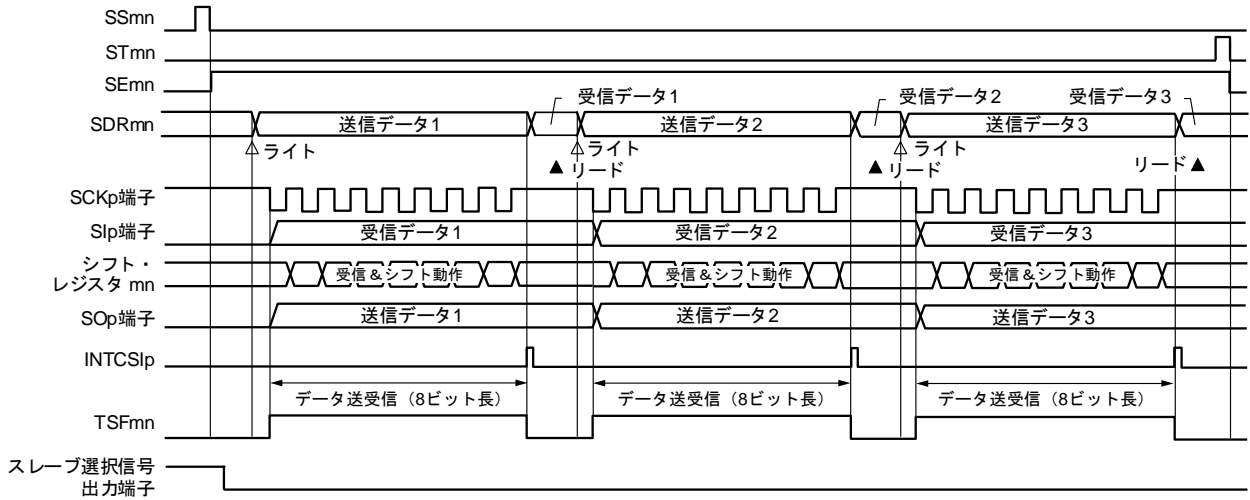 SSmn
STmn
SEmn
受信データ1 受信データ2 受信データ3
SDRmn 送信データ1 送信データ2 送信データ3
△ ライト △ ライト △ ライト
▲ リード ▲ リード リード ▲
SCKp端子
SIp端子 受信データ1 受信データ2 受信データ3
シフト・
レジスタ mn 受信&シフト動作 受信&シフト動作 受信&シフト動作
SOp端子 送信データ1 送信データ2 送信データ3
INTCSIp
データ送受信（8ビット長） データ送受信（8ビット長） データ送受信（8ビット長）
TSFmn
スレーブ選択信号
出力端子